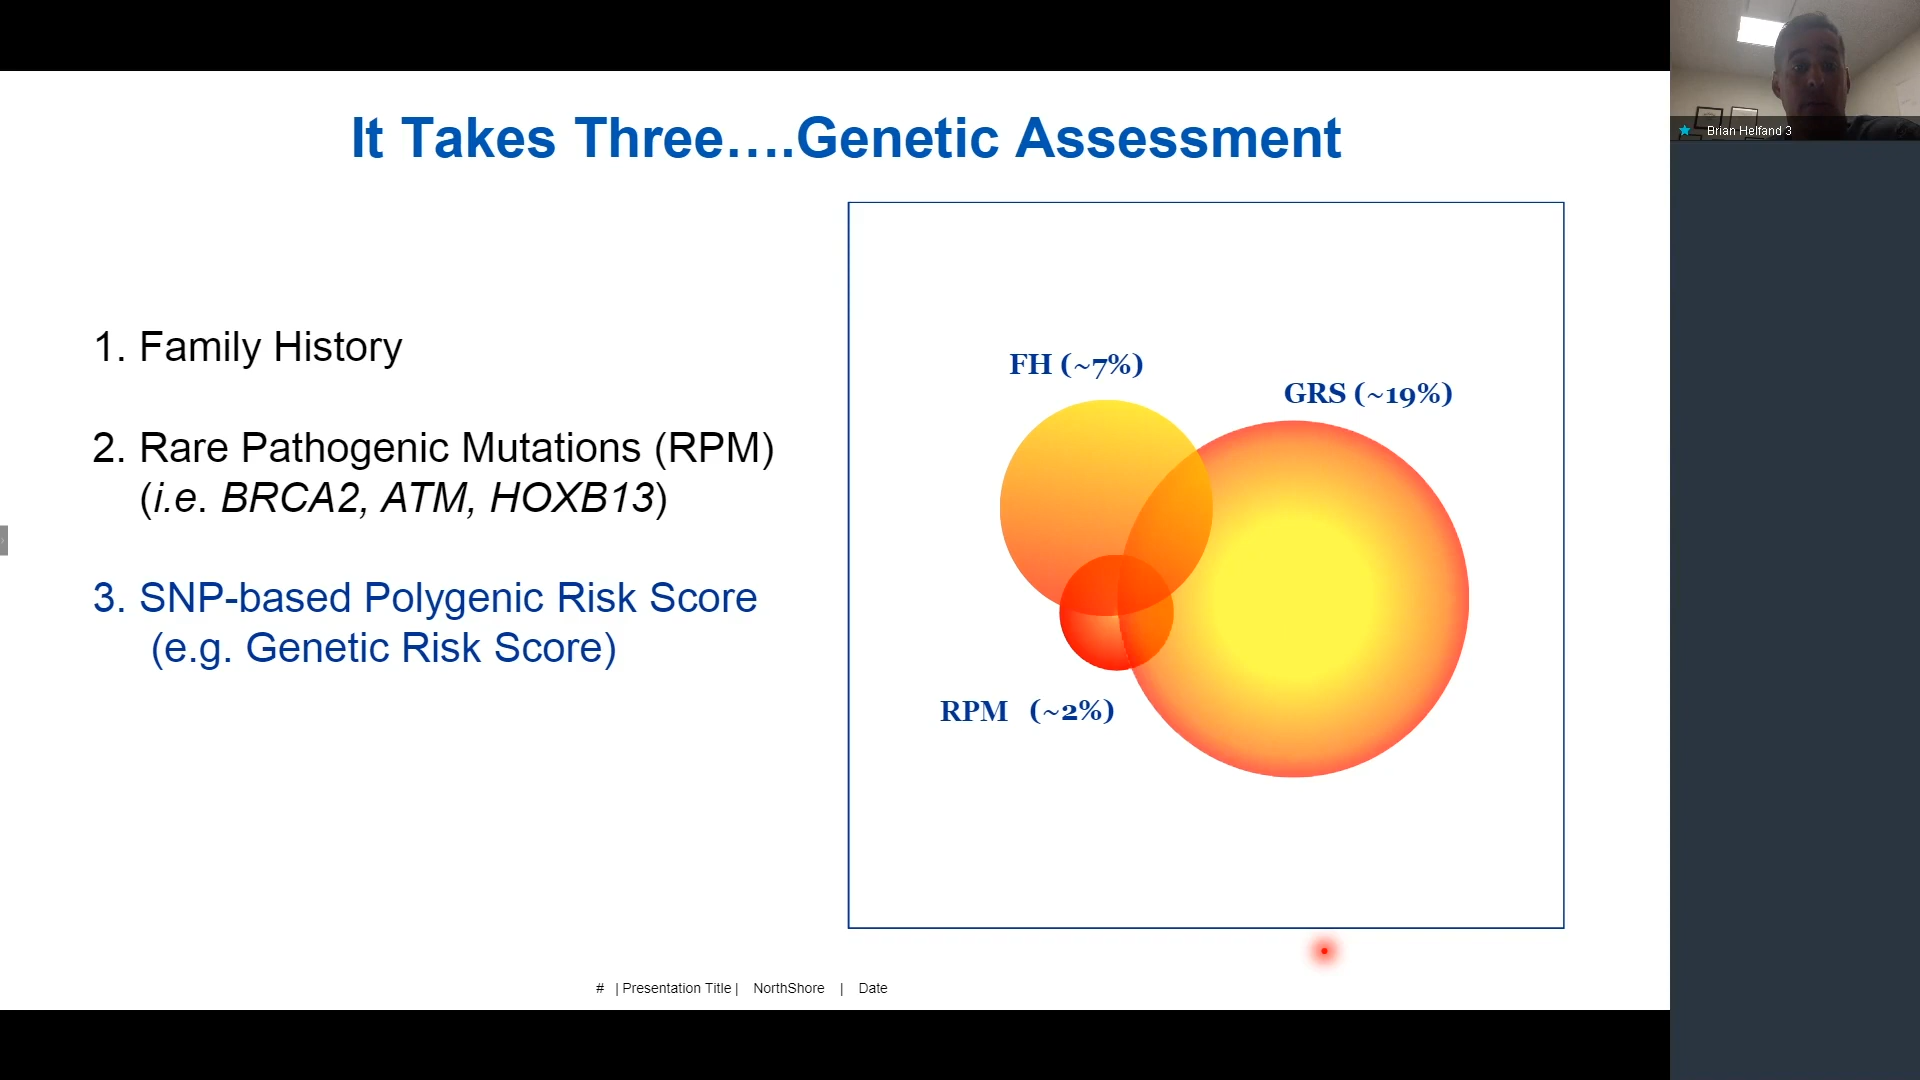 It Takes Three….Genetic Assessment
1. Family History
2. Rare Pathogenic Mutations (RPM)
(i.e. BRCA2, ATM, HOXB13)
3. SNP-based Polygenic Risk Score
(e.g. Genetic Risk Score)
FH (~7%)
GRS (~19%)
RPM (~2%)
# | Presentation Title | NorthShore | Date
Brian Helfand 3